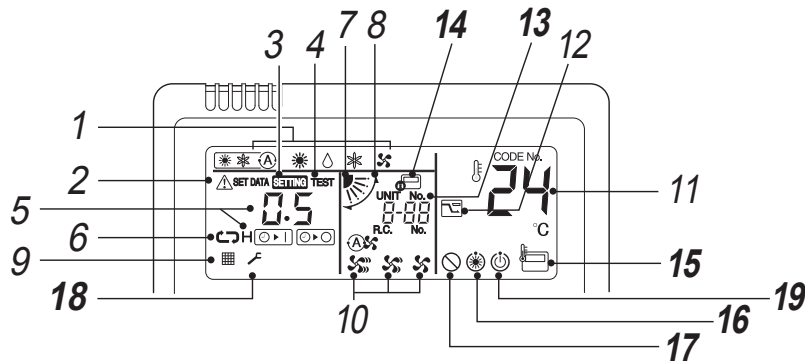 3 4 7 8 14 13 12
1
CODE No.
2 SET DATA SETTING TEST
UNIT No.
24 11
5 0.5 8-88
°C
R.C. No.
6 H
A
9
15
18 10 17 16 19